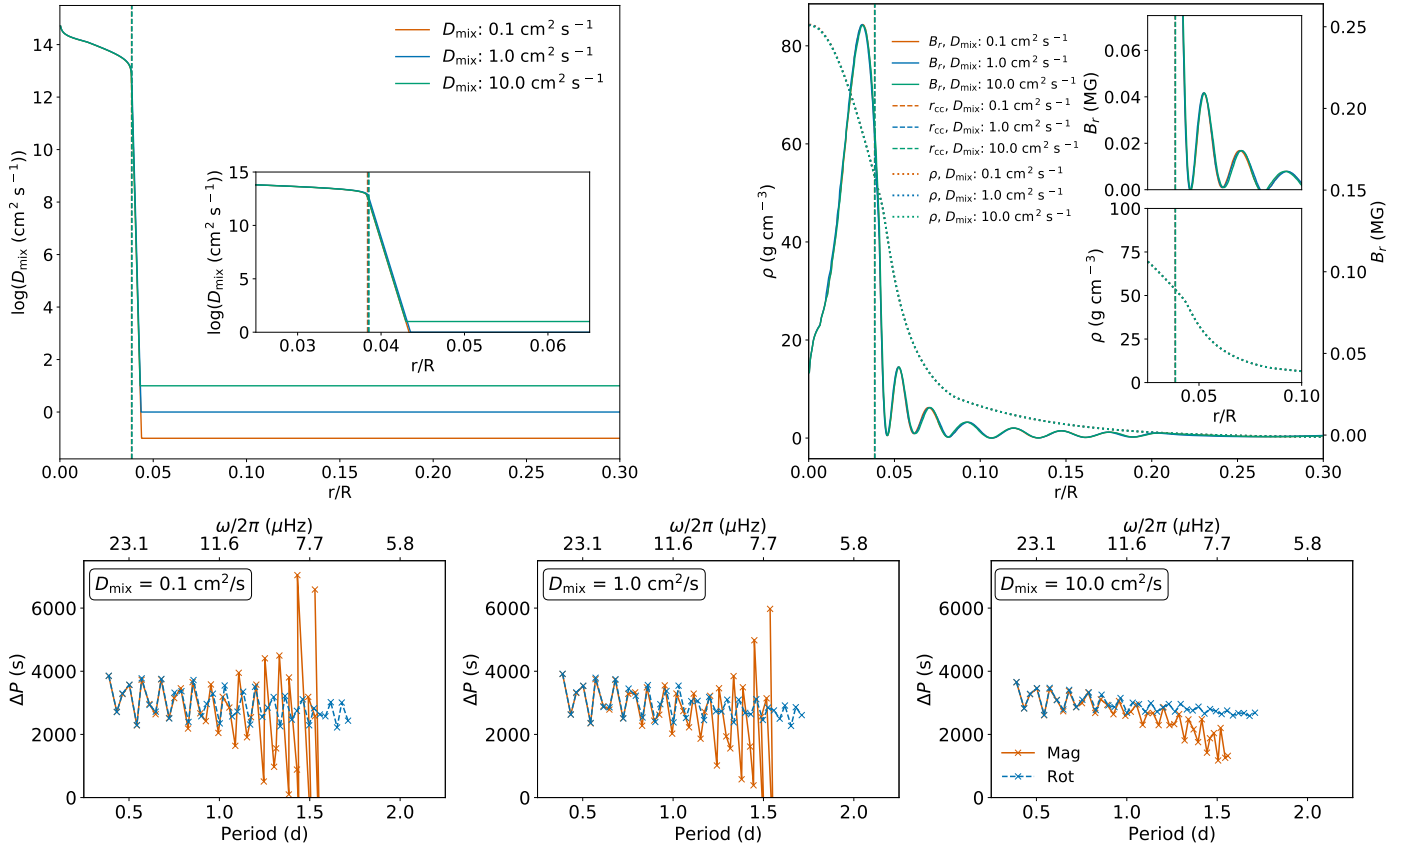 D_mix: 0.1 cm² s⁻¹
D_mix: 1.0 cm² s⁻¹
D_mix: 10.0 cm² s⁻¹
log(D_mix (cm² s⁻¹))
14
12
10
8
6
4
2
0
0.00 0.05 0.10 0.15 0.20 0.25 0.30
r/R
log(D_mix (cm² s⁻¹))
15
10
5
0
0.03 0.04 0.05 0.06
r/R
B_r, D_mix: 0.1 cm² s⁻¹
B_r, D_mix: 1.0 cm² s⁻¹
B_r, D_mix: 10.0 cm² s⁻¹
r_cc, D_mix: 0.1 cm² s⁻¹
r_cc, D_mix: 1.0 cm² s⁻¹
r_cc, D_mix: 10.0 cm² s⁻¹
ρ, D_mix: 0.1 cm² s⁻¹
ρ, D_mix: 1.0 cm² s⁻¹
ρ, D_mix: 10.0 cm² s⁻¹
ρ (g cm⁻³)
80
60
40
20
0
0.00 0.05 0.10 0.15 0.20 0.25 0.30
r/R
B_r (MG)
0.25
0.20
0.15
0.10
0.05
0.00
B_r (MG)
0.06
0.04
0.02
0.00
ρ (g cm⁻³)
100
75
50
25
0
0.05 0.10
r/R
ω/2π (μHz)
23.1 11.6 7.7 5.8
D_mix = 0.1 cm²/s
ΔP (s)
6000
4000
2000
0
0.5 1.0 1.5 2.0
Period (d)
ω/2π (μHz)
23.1 11.6 7.7 5.8
D_mix = 1.0 cm²/s
ΔP (s)
6000
4000
2000
0
0.5 1.0 1.5 2.0
Period (d)
ω/2π (μHz)
23.1 11.6 7.7 5.8
D_mix = 10.0 cm²/s
ΔP (s)
6000
4000
2000
0
Mag
Rot
0.5 1.0 1.5 2.0
Period (d)